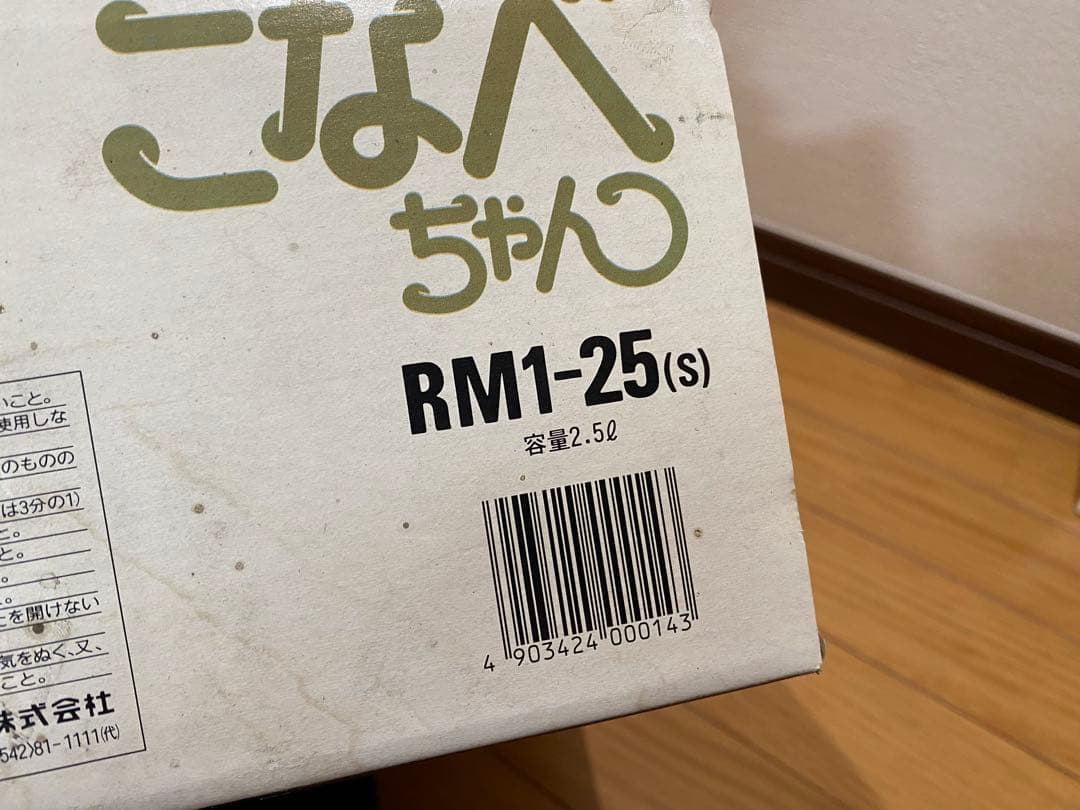 こなべ
ちゃん
RM1-25(S)
容量2.5ℓ
4 903424 000143
いこと。
使用しな
のものの
は3分の1)
と。
と。
。
。
を開けない
気をぬく、又、
こと。
株式会社
542)81-1111(代)